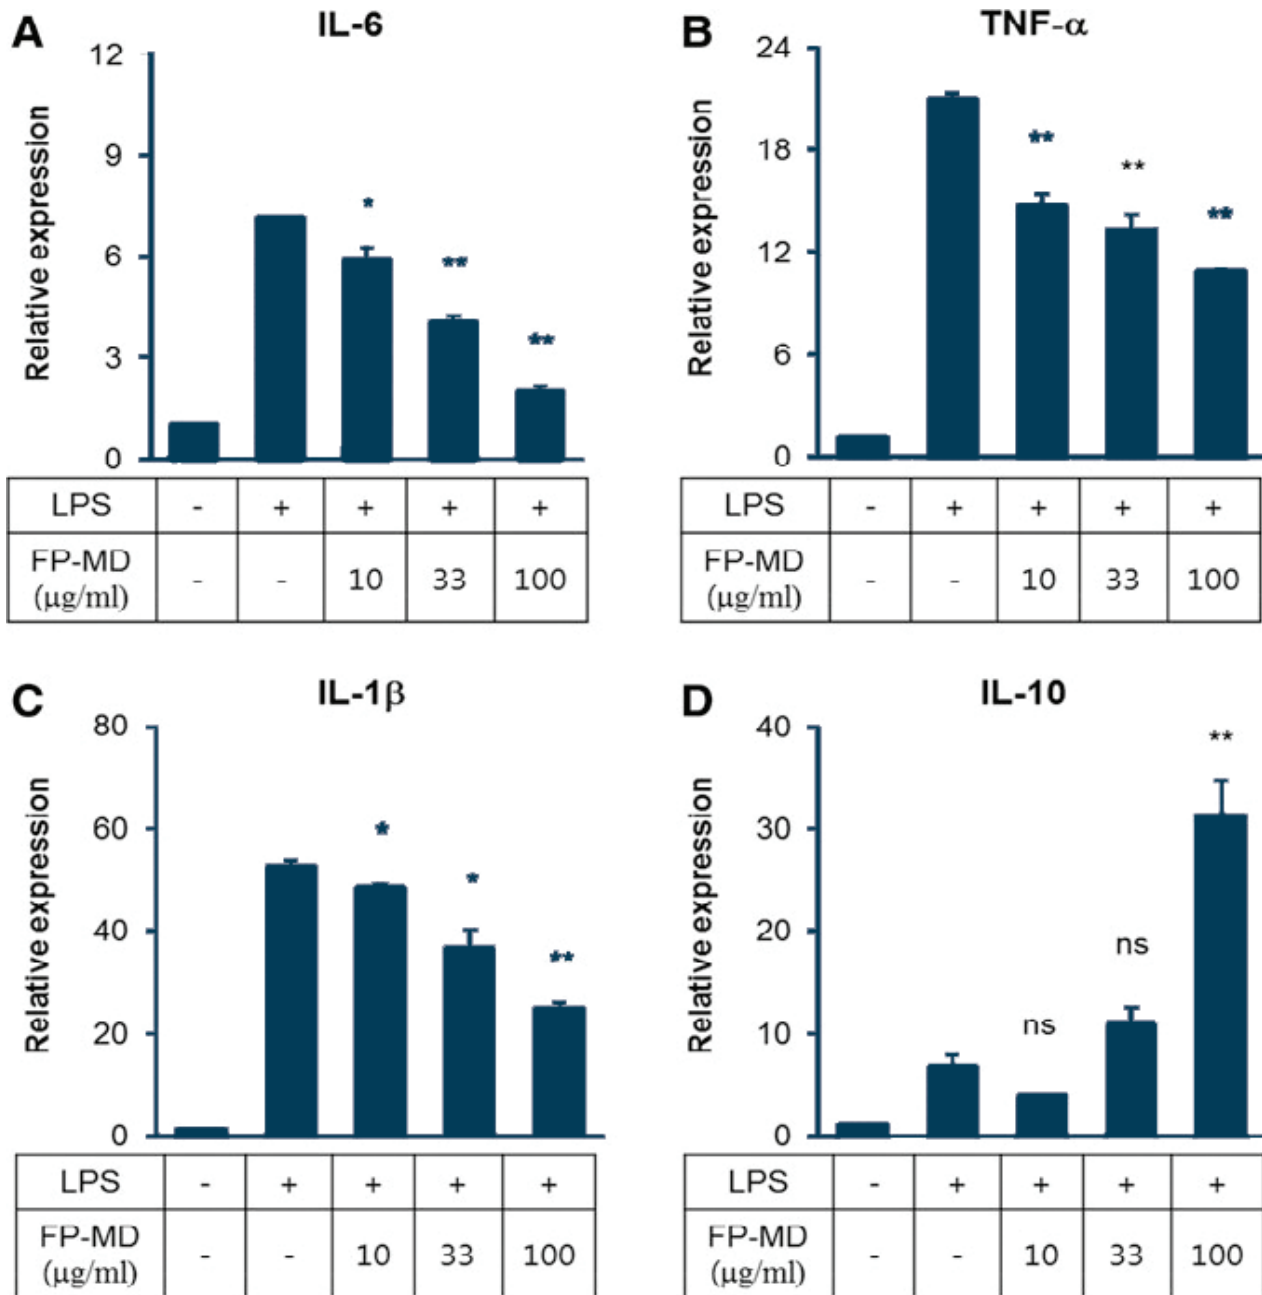 A
IL-6
Relative expression
12
9
6
3
0
*
**
**
LPS - + + + +
FP-MD (μg/ml) - - 10 33 100
B
TNF-α
Relative expression
24
18
12
6
0
**
**
**
LPS - + + + +
FP-MD (μg/ml) - - 10 33 100
C
IL-1β
Relative expression
80
60
40
20
0
*
*
**
LPS - + + + +
FP-MD (μg/ml) - - 10 33 100
D
IL-10
Relative expression
40
30
20
10
0
ns
ns
**
LPS - + + + +
FP-MD (μg/ml) - - 10 33 100